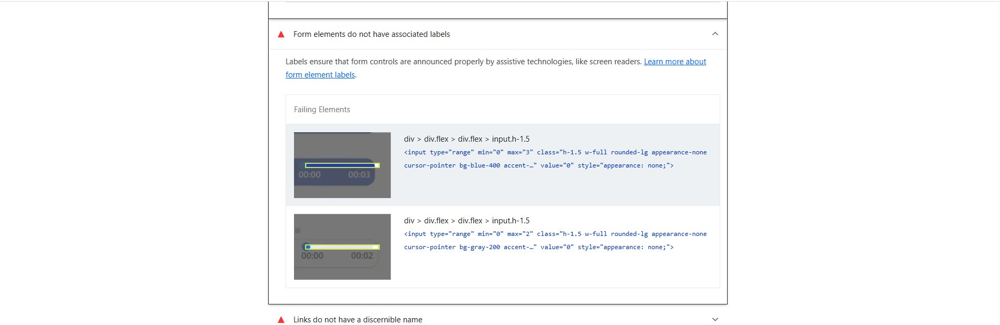 Form elements do not have associated labels
Labels ensure that form controls are announced properly by assistive technologies, like screen readers. Learn more about
form element labels.
Failing Elements
div > div.flex > div.flex > input.h-1.5
<input type="range" min="0" max="3" class="h-1.5 w-full rounded-lg appearance-none
cursor-pointer bg-blue-400 accent-…" value="0" style="appearance: none;">
00:00 00:03
div > div.flex > div.flex > input.h-1.5
<input type="range" min="0" max="2" class="h-1.5 w-full rounded-lg appearance-none
cursor-pointer bg-gray-200 accent-…" value="0" style="appearance: none;">
00:00 00:02
Links do not have a discernible name